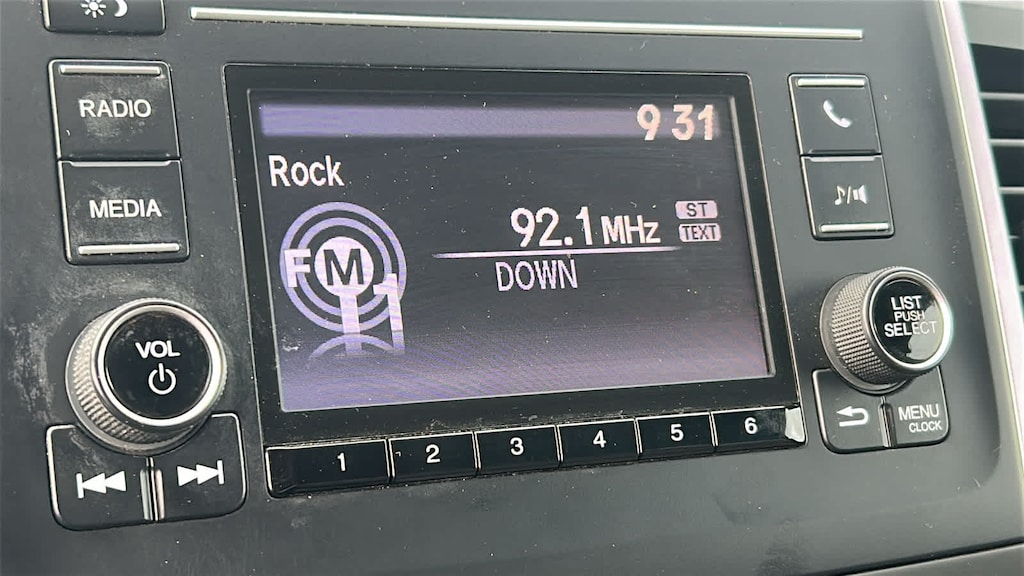 RADIO
MEDIA
9 31
Rock
92.1 MHz
ST
TEXT
FM
1
DOWN
VOL
LIST
PUSH
SELECT
MENU
CLOCK
1 2 3 4 5 6